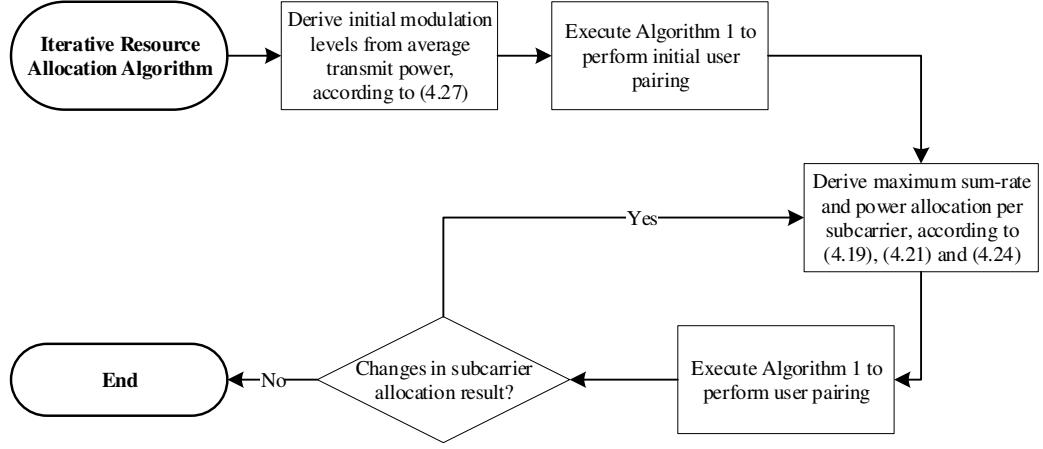 Iterative Resource
Allocation Algorithm
Derive initial modulation
levels from average
transmit power,
according to (4.27)
Execute Algorithm 1 to
perform initial user
pairing
Derive maximum sum-rate
and power allocation per
subcarrier, according to
(4.19), (4.21) and (4.24)
Yes
Execute Algorithm 1 to
perform user pairing
Changes in subcarrier
allocation result?
No
End